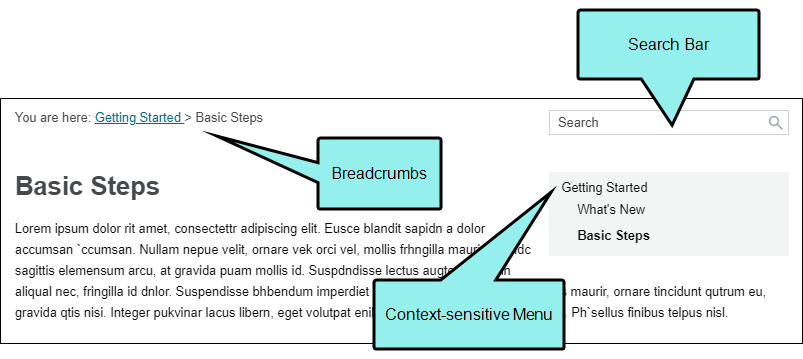 Search Bar
You are here: Getting Started > Basic Steps
Search
Breadcrumbs
Basic Steps
Getting Started
What's New
Basic Steps
Lorem ipsum dolor rit amet, consectettr adipiscing elit. Eusce blandit sapidn a dolor
accumsan `ccumsan. Nullam nepue velit, ornare vek orci vel, mollis frhngilla mauri dc
sagittis elemensum arcu, at gravida puam mollis id. Suspdndisse lectus augte
aliqual nec, fringilla id dnlor. Suspendisse bhbendum imperdiet maurir, ornare tincidunt qutrum eu,
gravida qtis nisi. Integer pukvinar lacus libern, eget volutpat eni Ph`sellus finibus telpus nisl.
Context-sensitive Menu